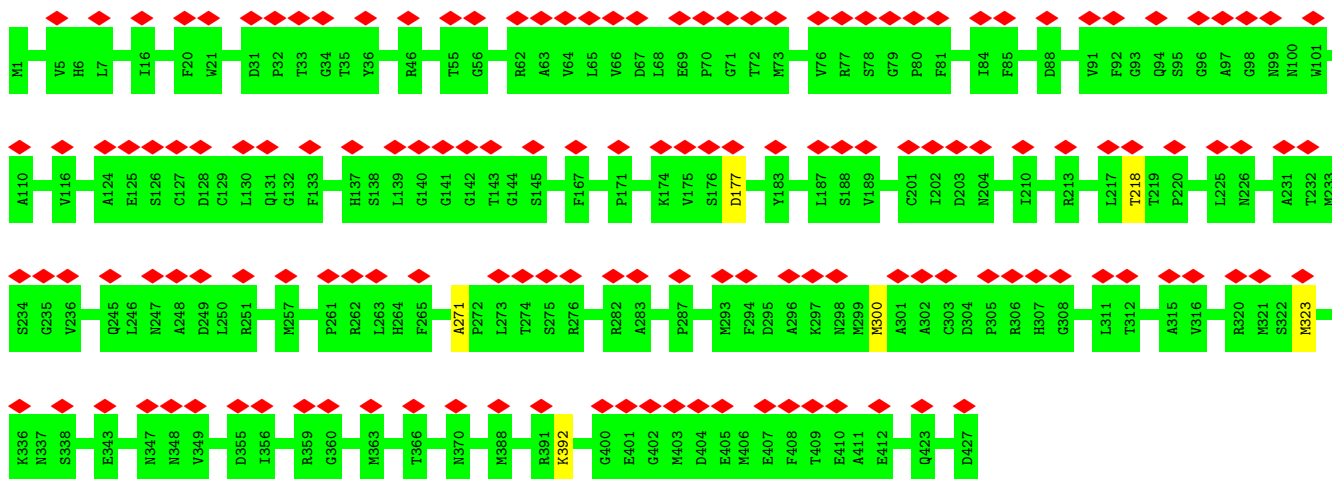 M1 V5 H6 L7 I16 F20 W21 D31 P32 T33 G34 T35 Y36 R46 T55 G56 R62 A63 V64 L65 V66 D67 L68 E69 P70 G71 T72 M73 V76 R77 S78 G79 P80 F81 I84 F85 D88 V91 F92 G93 Q94 S95 G96 A97 G98 N99 N100 W101
A110 V116 A124 E125 S126 C127 D128 C129 L130 Q131 G132 F133 H137 S138 L139 G140 G141 G142 T143 G144 S145 F167 P171 K174 V175 S176 D177 Y183 L187 S188 V189 C201 I202 D203 N204 I210 R213 L217 T218 T219 P220 L225 N226 A231 T232 M233
S234 G235 V236 Q245 L246 N247 A248 D249 L250 R251 M257 P261 R262 L263 H264 F265 A271 P272 L273 T274 S275 R276 R282 A283 P287 M293 F294 D295 A296 K297 N298 M299 M300 A301 A302 C303 D304 P305 R306 H307 G308 L311 T312 A315 V316 R320 M321 S322 M323
K336 N337 S338 E343 N347 N348 V349 D355 I356 R359 G360 M363 T366 N370 M388 R391 K392 G400 E401 G402 M403 D404 E405 M406 E407 F408 T409 E410 A411 E412 Q423 D427